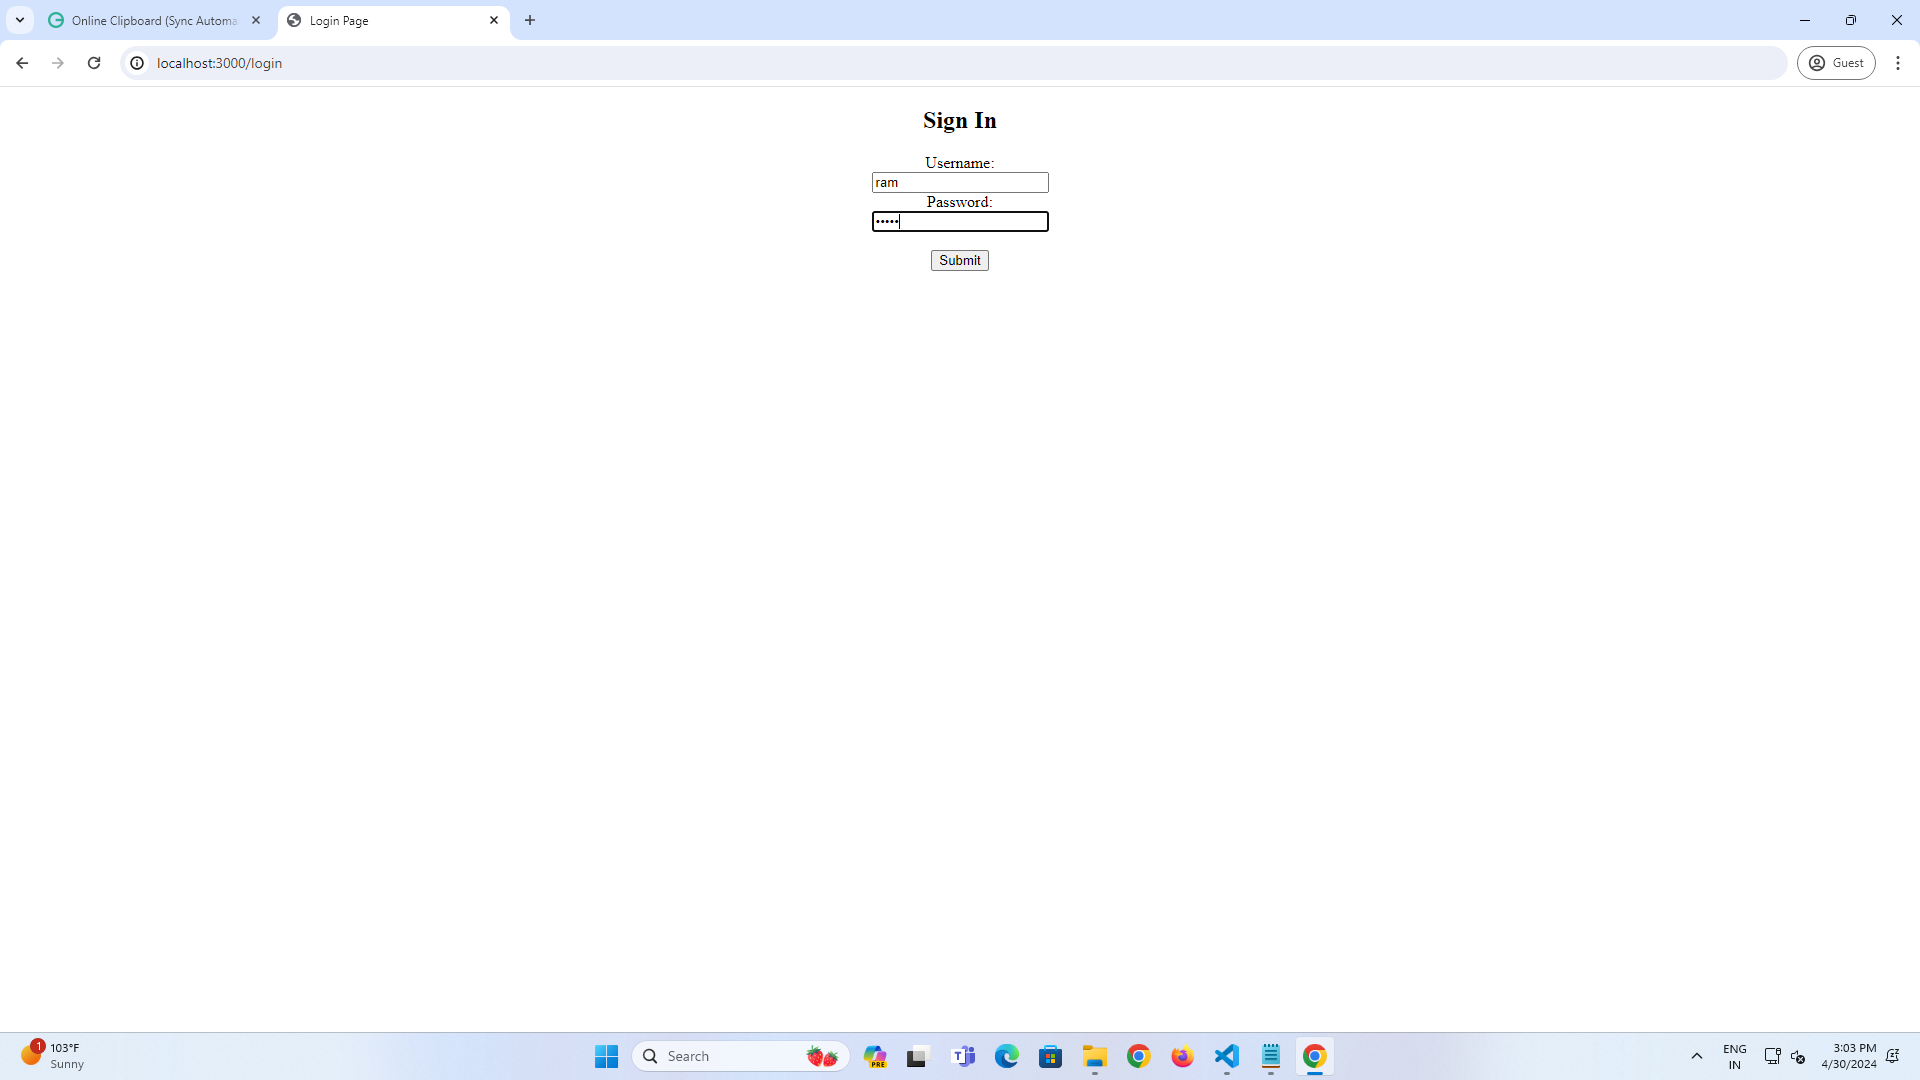 Online Clipboard (Sync Automa
Login Page
localhost:3000/login
Guest
Sign In
Username:
ram
Password:
•••••
Submit
1
103°F
Sunny
Search
PRE
ENG
IN
3:03 PM
4/30/2024